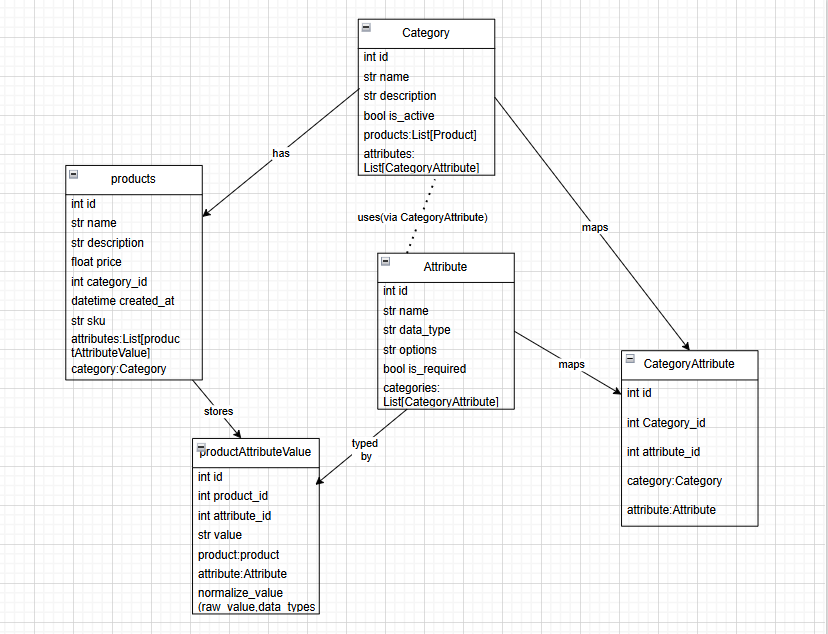 Category
int id
str name
str description
bool is_active
products:List[Product]
attributes:
List[CategoryAttribute]
has
products
int id
str name
str description
float price
int category_id
datetime created_at
str sku
attributes:List[produc
tAttributeValue]
category:Category
uses(via CategoryAttribute)
maps
Attribute
int id
str name
str data_type
str options
bool is_required
categories:
List[CategoryAttribute]
maps
CategoryAttribute
int id
int Category_id
int attribute_id
category:Category
attribute:Attribute
stores
typed
by
productAttributeValue
int id
int product_id
int attribute_id
str value
product:product
attribute:Attribute
normalize_value
(raw_value,data_types